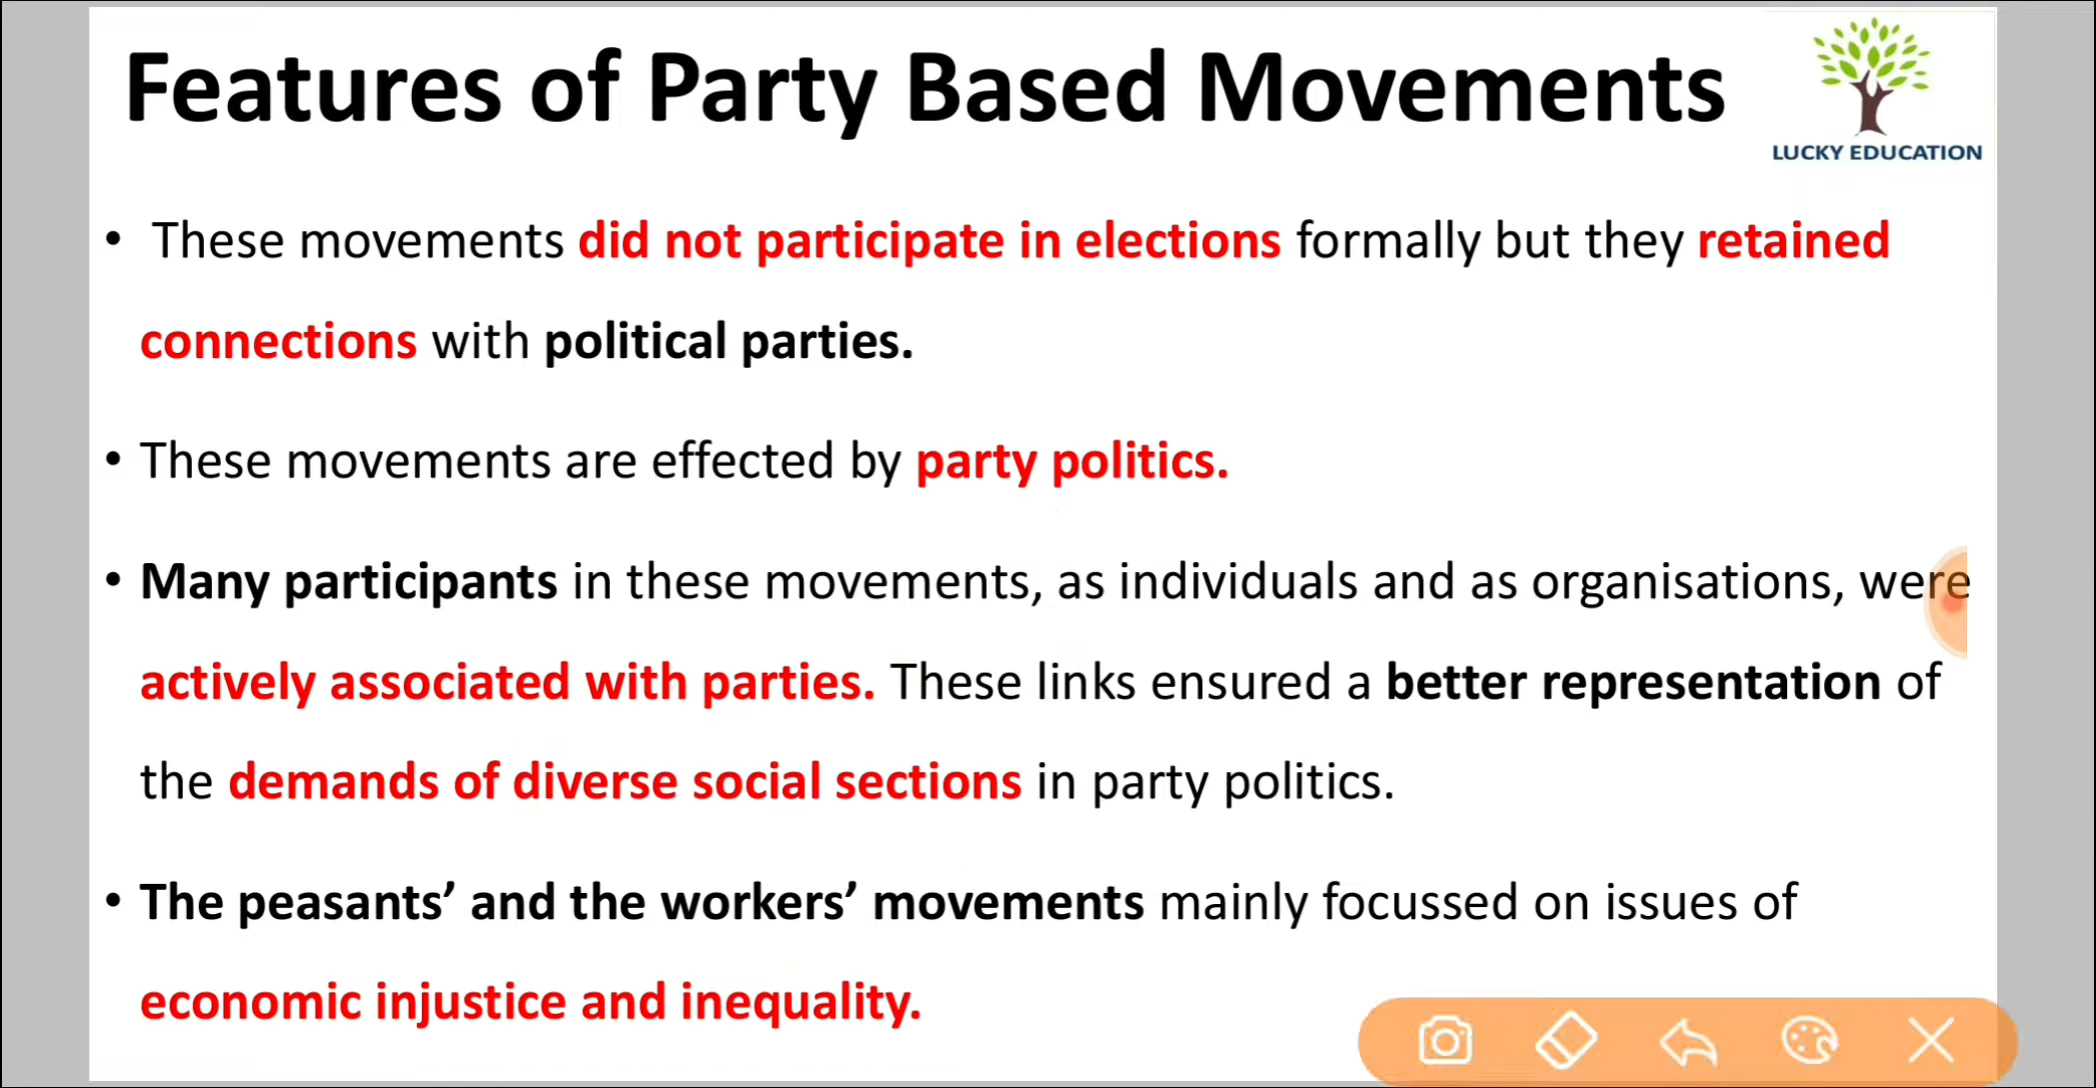 Features of Party Based Movements
LUCKY EDUCATION
• These movements did not participate in elections formally but they retained
connections with political parties.
• These movements are effected by party politics.
• Many participants in these movements, as individuals and as organisations, were
actively associated with parties. These links ensured a better representation of
the demands of diverse social sections in party politics.
• The peasants’ and the workers’ movements mainly focussed on issues of
economic injustice and inequality.